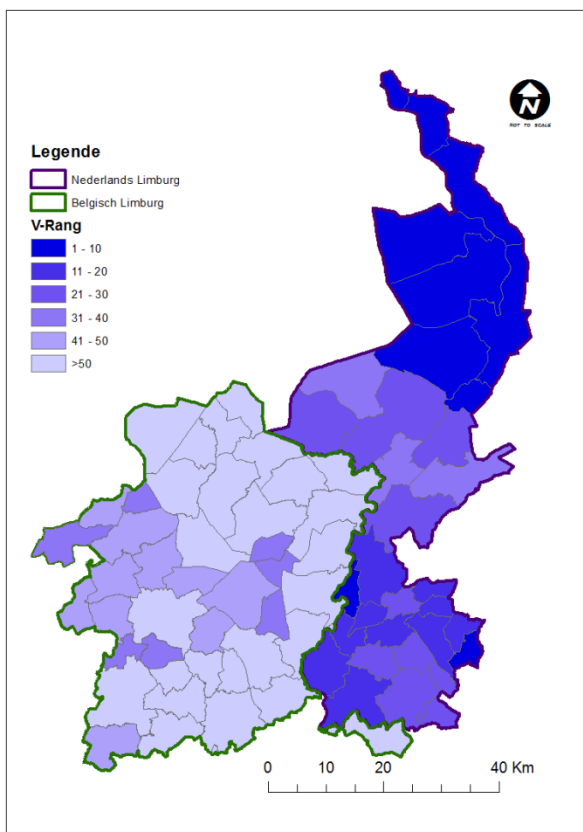 N
NOT TO SCALE
Legende
Nederlands Limburg
Belgisch Limburg
V-Rang
1 - 10
11 - 20
21 - 30
31 - 40
41 - 50
>50
0 10 20 40 Km